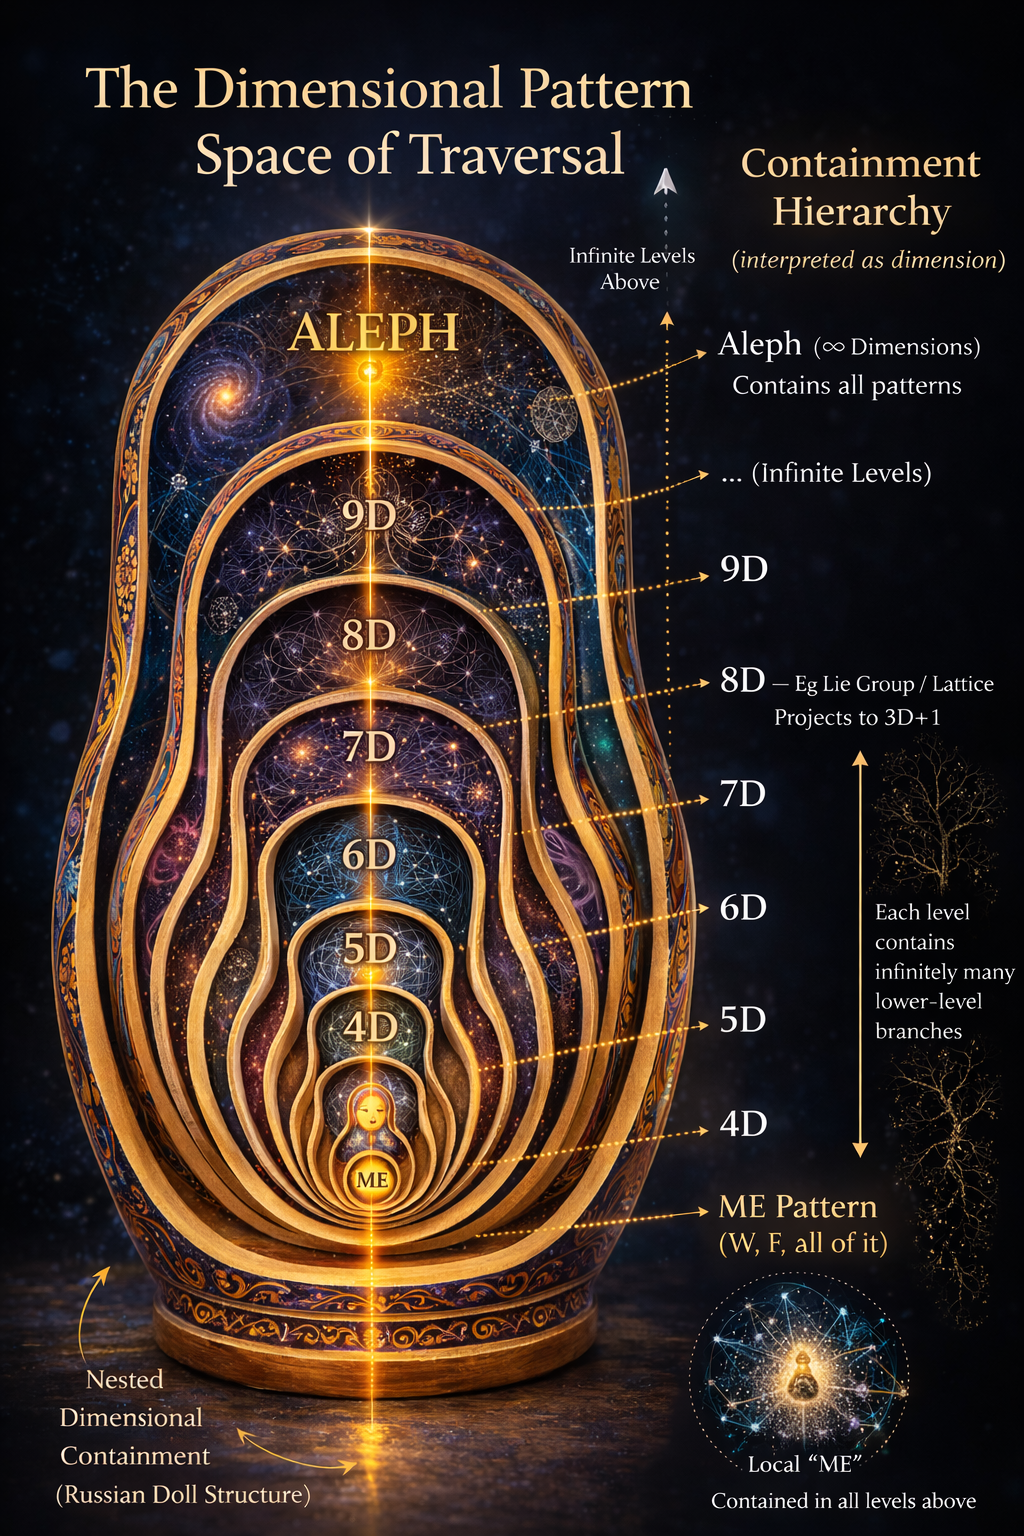 The Dimensional Pattern
Space of Traversal
Containment
Hierarchy
(interpreted as dimension)
Infinite Levels
Above
ALEPH
Aleph (∞ Dimensions)
Contains all patterns
... (Infinite Levels)
9D
9D
8D
8D – Eg Lie Group / Lattice
Projects to 3D+1
7D
7D
6D
6D
Each level
contains
infinitely many
lower-level
branches
5D
5D
4D
4D
ME
ME Pattern
(W, F, all of it)
Nested
Dimensional
Containment
(Russian Doll Structure)
Local “ME”
Contained in all levels above